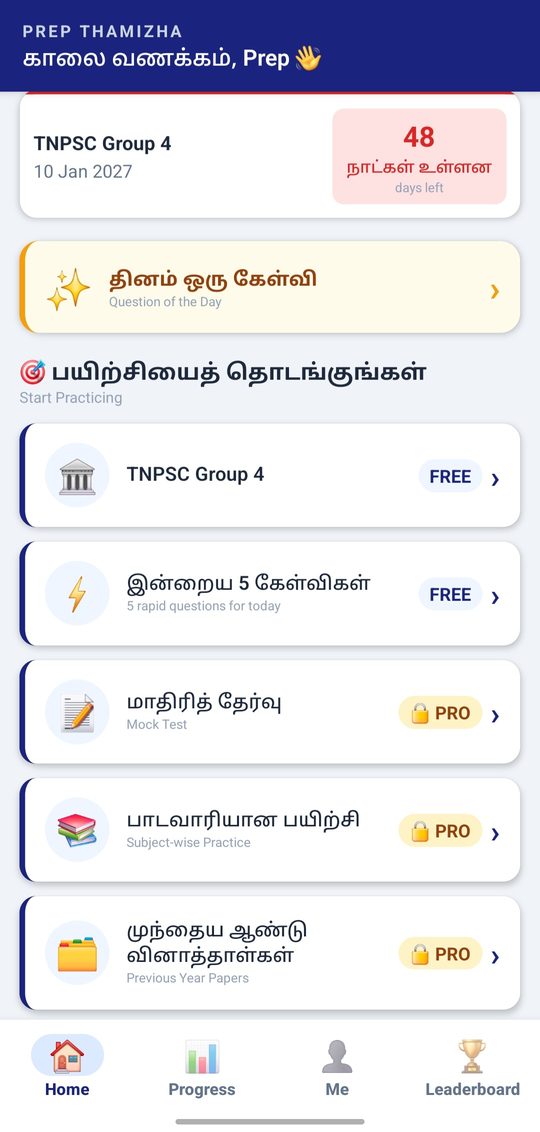 PREP THAMIZHA
காலை வணக்கம், Prep 👋
TNPSC Group 4
10 Jan 2027
48
நாட்கள் உள்ளன
days left
தினம் ஒரு கேள்வி
Question of the Day
›
🎯 பயிற்சியைத் தொடங்குங்கள்
Start Practicing
TNPSC Group 4
FREE ›
இன்றைய 5 கேள்விகள்
5 rapid questions for today
FREE ›
மாதிரித் தேர்வு
Mock Test
🔒 PRO ›
பாடவாரியான பயிற்சி
Subject-wise Practice
🔒 PRO ›
முந்தைய ஆண்டு
வினாத்தாள்கள்
Previous Year Papers
🔒 PRO ›
Home
Progress
Me
Leaderboard